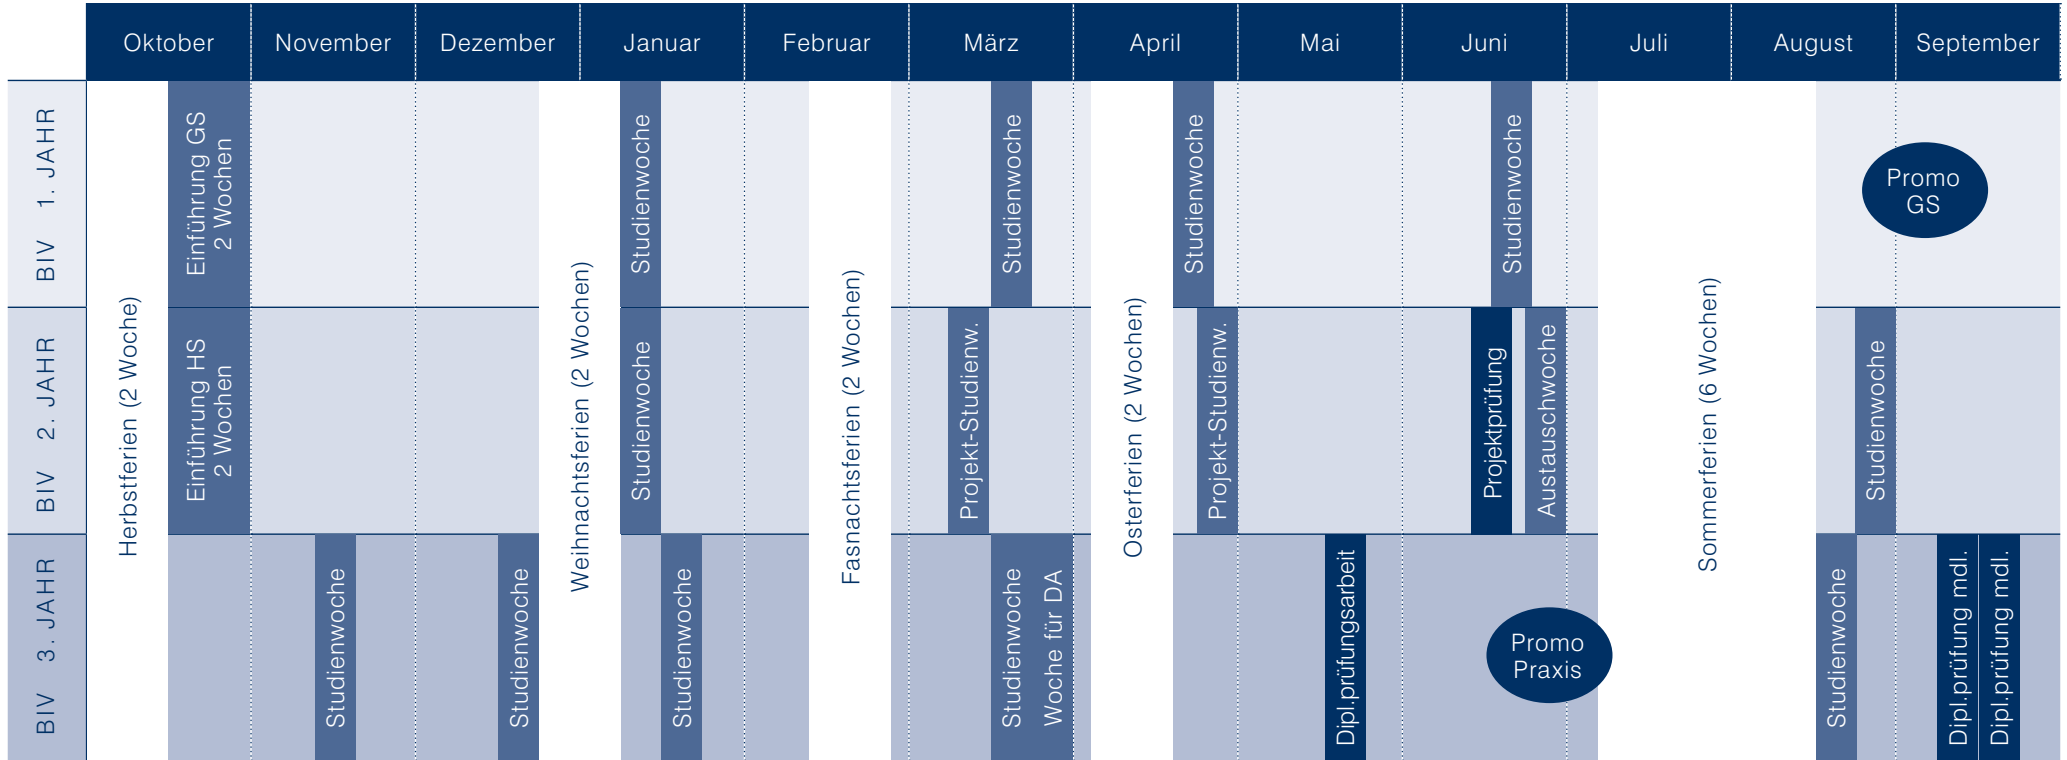 Oktober
November
Dezember
Januar
Februar
März
April
Mai
Juni
Juli
August
September
BIV 1. JAHR
Einführung GS
2 Wochen
Studienwoche
Studienwoche
Studienwoche
Studienwoche
Promo
GS
BIV 2. JAHR
Einführung HS
2 Wochen
Studienwoche
Projekt-Studienw.
Projekt-Studienw.
Projektprüfung
Austauschwoche
Studienwoche
BIV 3. JAHR
Studienwoche
Studienwoche
Studienwoche
Studienwoche
Woche für DA
Dipl.prüfungsarbeit
Promo
Praxis
Studienwoche
Dipl.prüfung mdl.
Dipl.prüfung mdl.
Herbstferien (2 Woche)
Weihnachtsferien (2 Wochen)
Fasnachtsferien (2 Wochen)
Osterferien (2 Wochen)
Sommerferien (6 Wochen)